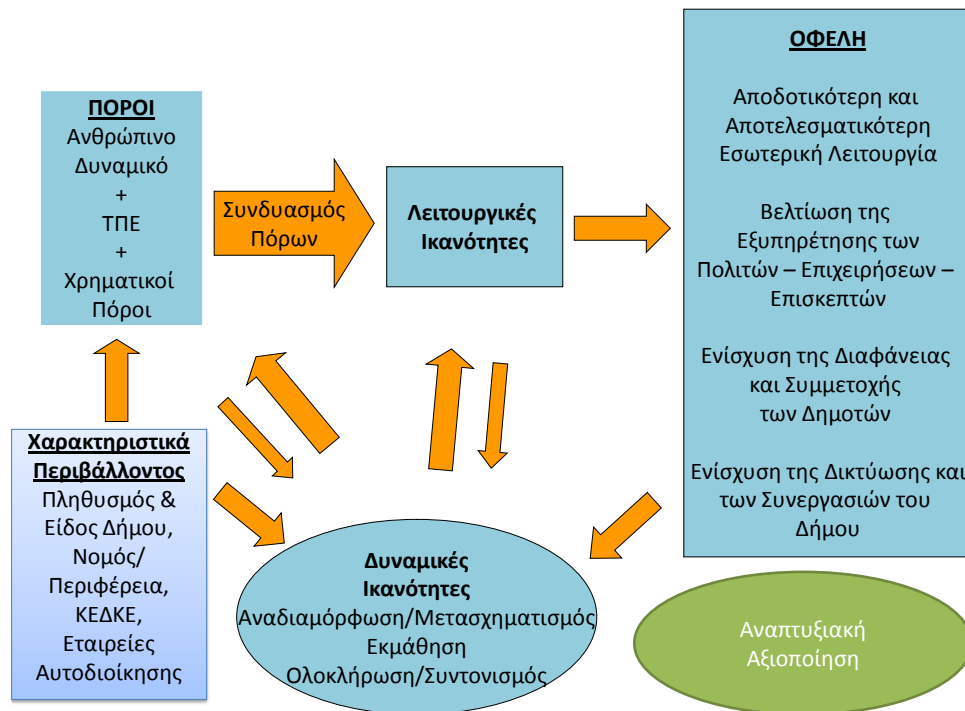 ΠΟΡΟΙ
Ανθρώπινο
Δυναμικό
+
ΤΠΕ
+
Χρηματικοί
Πόροι
Συνδυασμός
Πόρων
Λειτουργικές
Ικανότητες
ΟΦΕΛΗ
Αποδοτικότερη και
Αποτελεσματικότερη
Εσωτερική Λειτουργία
Βελτίωση της
Εξυπηρέτησης των
Πολιτών – Επιχειρήσεων –
Επισκεπτών
Ενίσχυση της Διαφάνειας
και Συμμετοχής
των Δημοτών
Ενίσχυση της Δικτύωσης και
των Συνεργασιών του
Δήμου
Χαρακτηριστικά
Περιβάλλοντος
Πληθυσμός &
Είδος Δήμου,
Νομός/
Περιφέρεια,
ΚΕΔΚΕ,
Εταιρείες
Αυτοδιοίκησης
Δυναμικές
Ικανότητες
Αναδιαμόρφωση/Μετασχηματισμός
Εκμάθηση
Ολοκλήρωση/Συντονισμός
Αναπτυξιακή
Αξιοποίηση